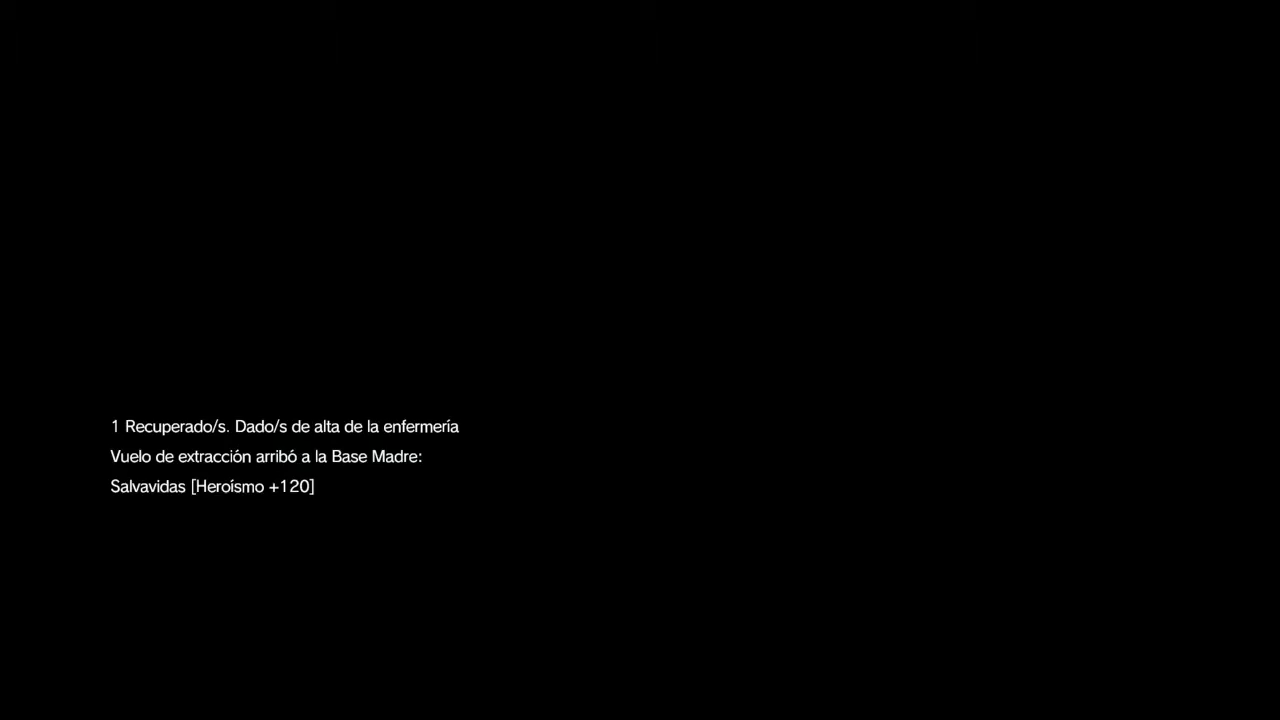 1 Recuperado/s. Dado/s de alta de la enfermería
Vuelo de extracción arribó a la Base Madre:
Salvavidas [Heroísmo +120]